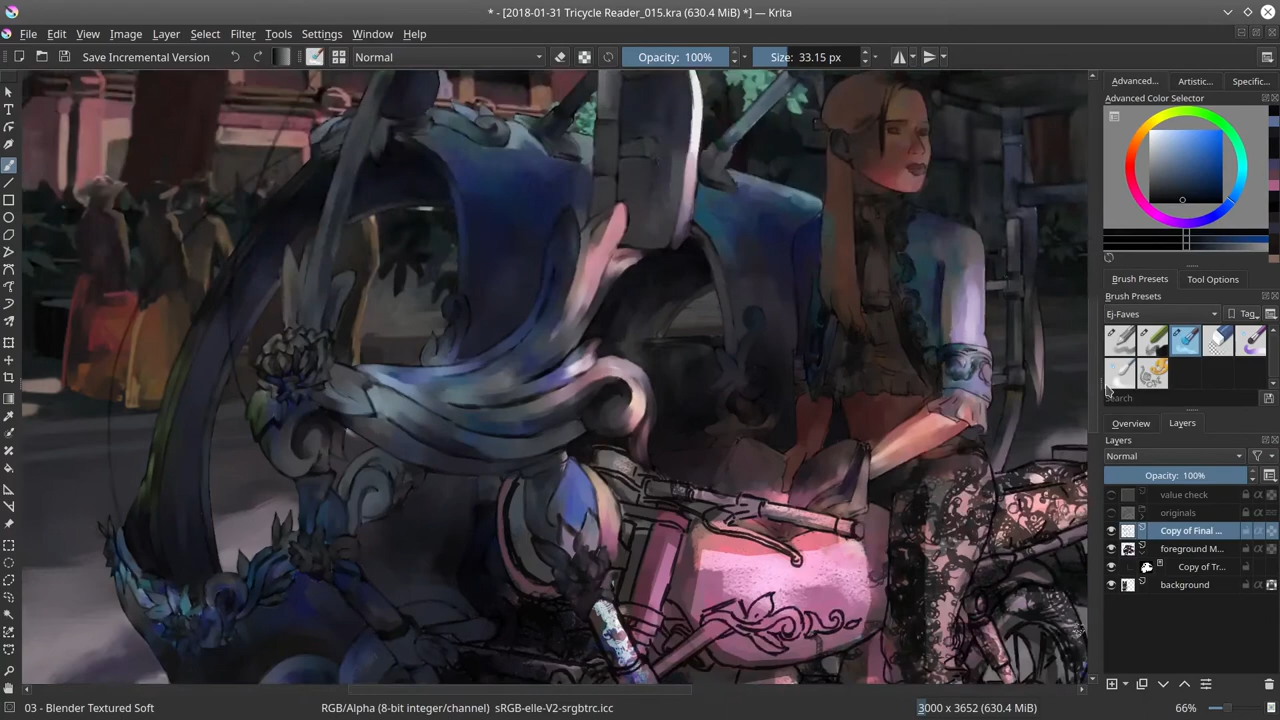 * - [2018-01-31 Tricycle Reader_015.kra (630.4 MiB) *] — Krita
File Edit View Image Layer Select Filter Tools Settings Window Help
Save Incremental Version Normal Opacity: 100% Size: 33.15 px
Advanced... Artistic... Specific...
Advanced Color Selector
Brush Presets Tool Options
Brush Presets
Ej-Faves Tag
Search
Overview Layers
Layers
Normal
Opacity: 100%
value check
originals
Copy of Final ...
foreground M...
Copy of Tr...
background
03 - Blender Textured Soft RGB/Alpha (8-bit integer/channel) sRGB-elle-V2-srgbtrc.icc 3000 x 3652 (630.4 MiB) 66%